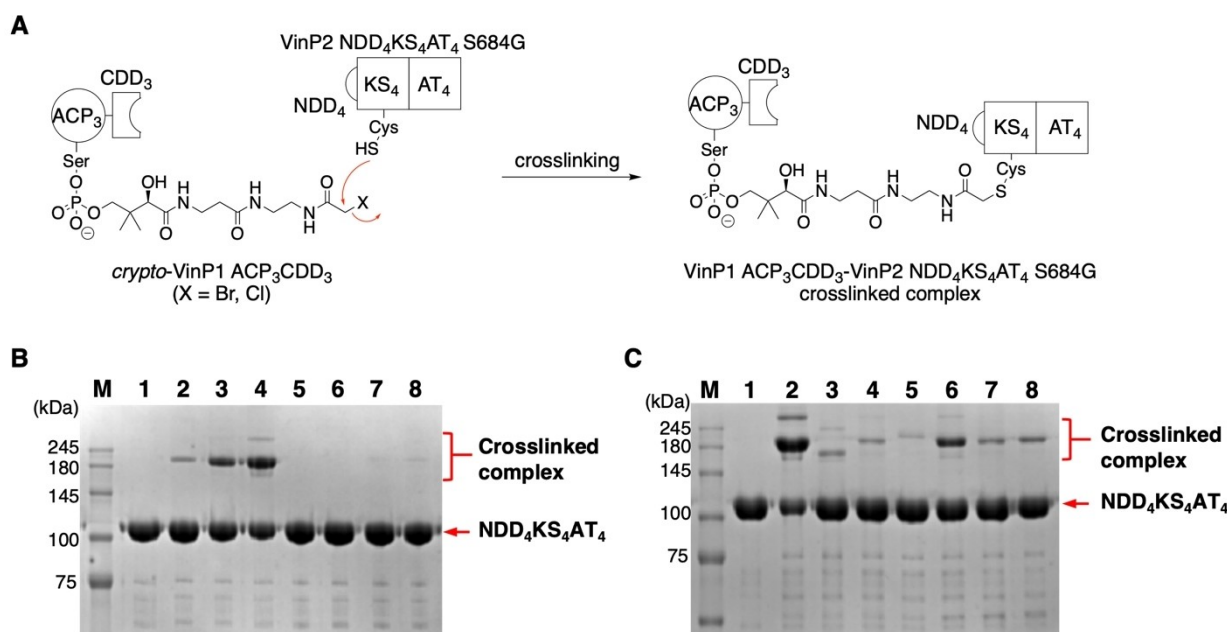 A
VinP2 NDD₄KS₄AT₄ S684G
CDD₃
ACP₃
NDD₄
KS₄
AT₄
Cys
HS
Ser
O
O
P
O
O
⊖
OH
O
H
N
O
H
N
N
H
O
X
crypto-VinP1 ACP₃CDD₃
(X = Br, Cl)
crosslinking
CDD₃
ACP₃
NDD₄
KS₄
AT₄
Cys
S
Ser
O
O
P
O
O
⊖
OH
O
H
N
O
H
N
N
H
O
VinP1 ACP₃CDD₃-VinP2 NDD₄KS₄AT₄ S684G
crosslinked complex
B
M 1 2 3 4 5 6 7 8
(kDa)
245
180
145
100
75
Crosslinked
complex
NDD₄KS₄AT₄
C
M 1 2 3 4 5 6 7 8
(kDa)
245
180
145
100
75
Crosslinked
complex
NDD₄KS₄AT₄